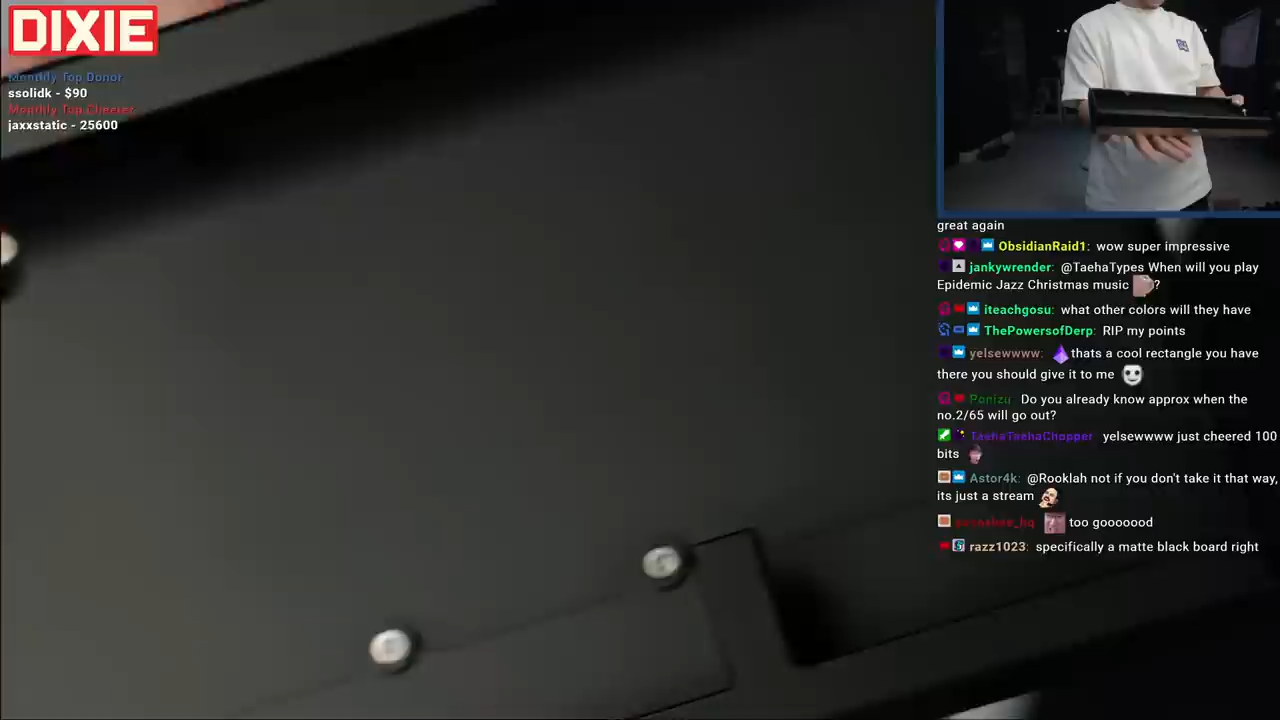 DIXIE
Monthly Top Donor
ssolidk - $90
Monthly Top Cheerer
jaxxstatic - 25600
great again
ObsidianRaid1: wow super impressive
jankywrender: @TaehaTypes When will you play
Epidemic Jazz Christmas music ?
iteachgosu: what other colors will they have
ThePowersofDerp: RIP my points
yelsewwww: thats a cool rectangle you have
there you should give it to me
Ponizu: Do you already know approx when the
no.2/65 will go out?
TaehaTaehaChopper yelsewwww just cheered 100
bits
Astor4k: @Rooklah not if you don't take it that way,
its just a stream
too gooooood
razz1023: specifically a matte black board right